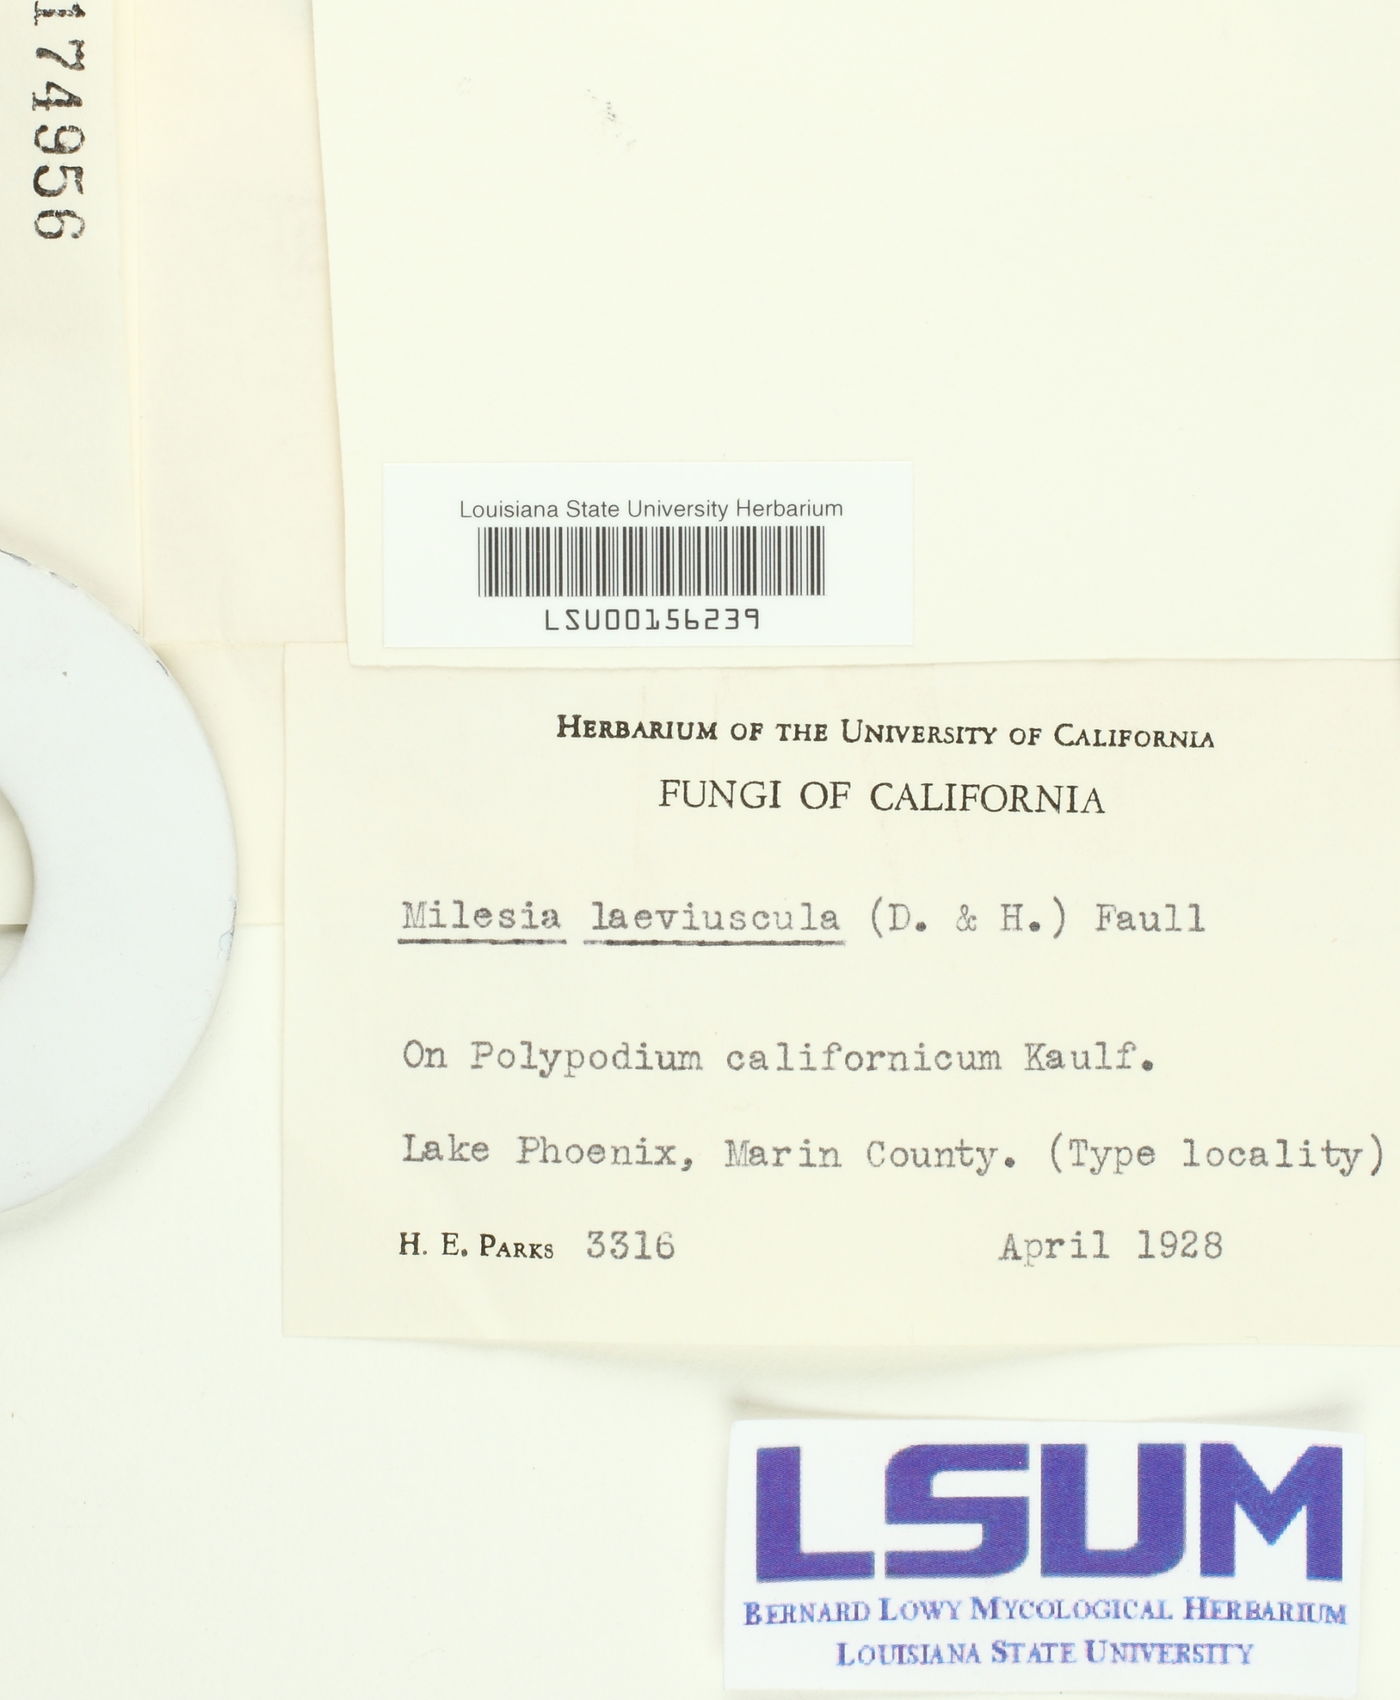 174956
Louisiana State University Herbarium
LSU00156239
HERBARIUM OF THE UNIVERSITY OF CALIFORNIA
FUNGI OF CALIFORNIA
Milesia laeviuscula (D. & H.) Faull
On Polypodium californicum Kaulf.
Lake Phoenix, Marin County. (Type locality)
H. E. PARKS 3316 April 1928
LSUM
BERNARD LOWY MYCOLOGICAL HERBARIUM
LOUISIANA STATE UNIVERSITY